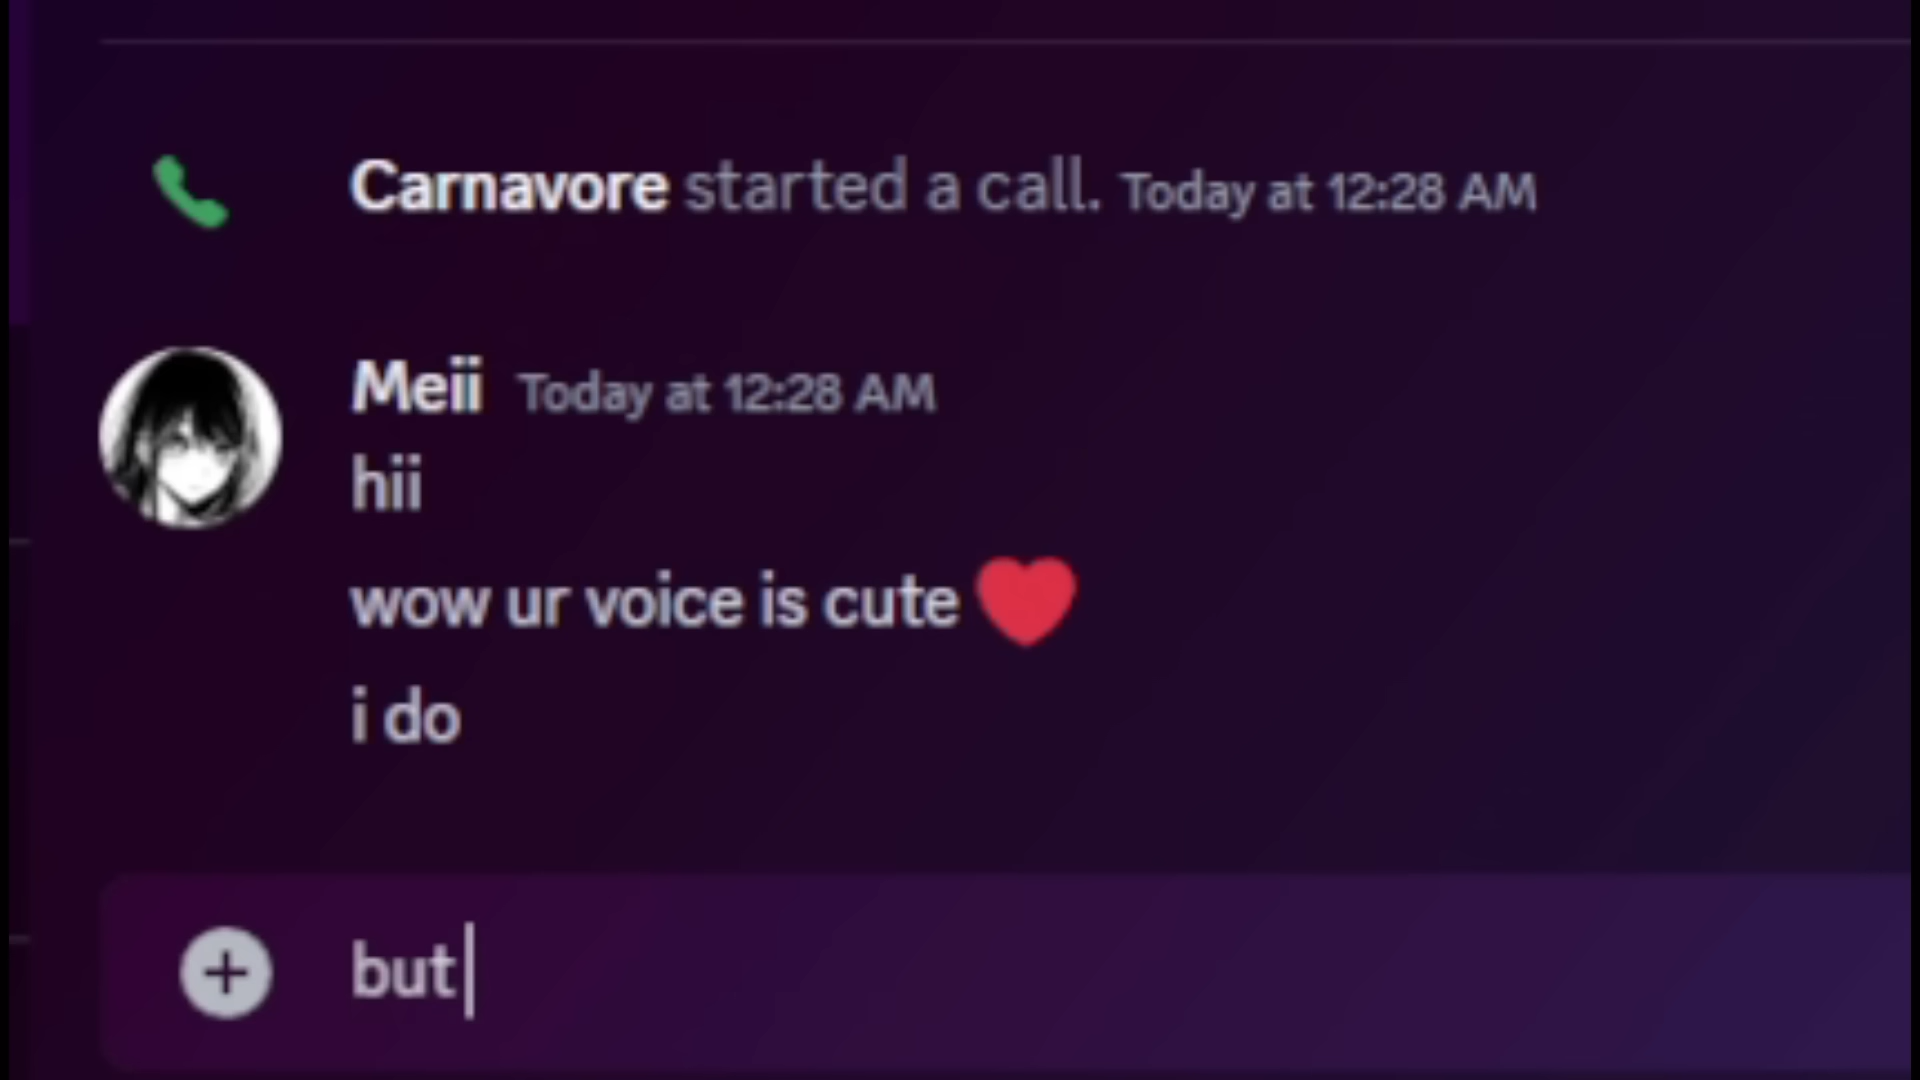 Carnavore started a call. Today at 12:28 AM
Meii Today at 12:28 AM
hii
wow ur voice is cute ❤️
i do
but